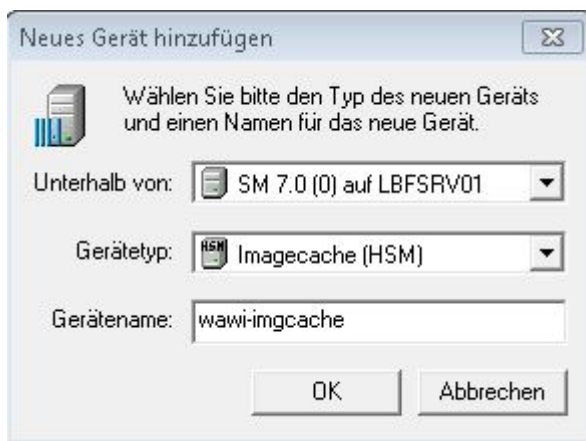 Neues Gerät hinzufügen
Wählen Sie bitte den Typ des neuen Geräts
und einen Namen für das neue Gerät.
Unterhalb von: SM 7.0 (0) auf LBFSRV01
Gerätetyp: HSM Imagecache (HSM)
Gerätename: wawi-imgcache
OK Abbrechen